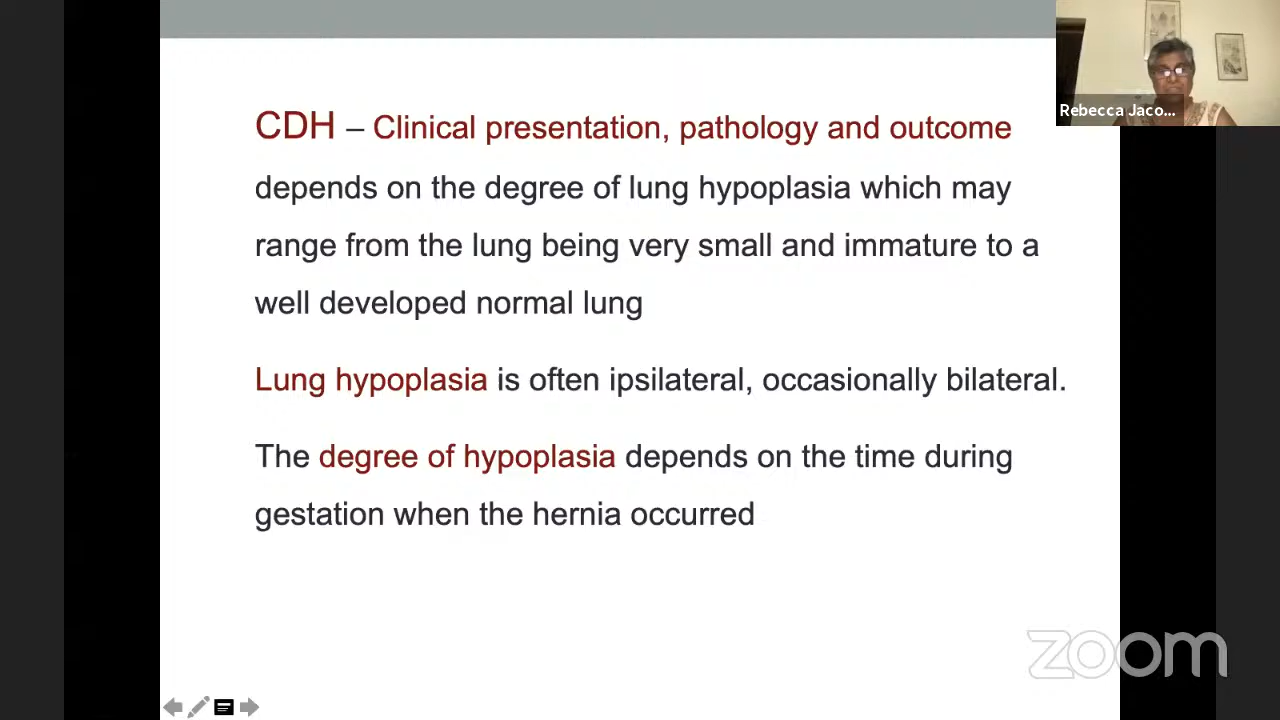 CDH – Clinical presentation, pathology and outcome
depends on the degree of lung hypoplasia which may
range from the lung being very small and immature to a
well developed normal lung
Lung hypoplasia is often ipsilateral, occasionally bilateral.
The degree of hypoplasia depends on the time during
gestation when the hernia occurred
Rebecca Jaco...
zoom